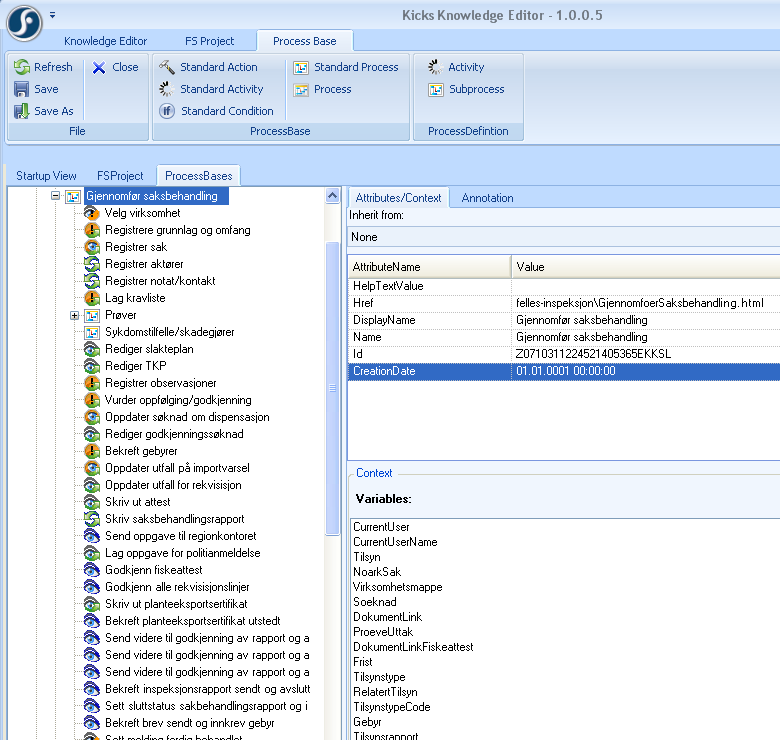 Kicks Knowledge Editor - 1.0.0.5
Knowledge Editor FS Project Process Base
Refresh Close
Save
Save As
File
Standard Action Standard Process
Standard Activity Process
Standard Condition
ProcessBase
Activity
Subprocess
ProcessDefintion
Startup View FSProject ProcessBases
Gjennomfør saksbehandling
Velg virksomhet
Registrere grunnlag og omfang
Registrer sak
Registrer aktører
Registrer notat/kontakt
Lag kravliste
Prøver
Sykdomstilfelle/skadegjører
Rediger slakteplan
Rediger TKP
Registrer observasjoner
Vurder oppfølging/godkjenning
Oppdater søknad om dispensasjon
Rediger godkjenningssøknad
Bekreft gebyrer
Oppdater utfall på importvarsel
Oppdater utfall for rekvisisjon
Skriv ut attest
Skriv saksbehandlingsrapport
Send oppgave til regionkontoret
Lag oppgave for politianmeldelse
Godkjenn fiskeattest
Godkjenn alle rekvisisjonslinjer
Skriv ut planteeksportsertifikat
Bekreft planteeksportsertifikat utstedt
Send videre til godkjenning av rapport og a
Send videre til godkjenning av rapport og a
Send videre til godkjenning av rapport og a
Bekreft inspeksjonsrapport sendt og avslutt
Sett sluttstatus sakbehandlingsrapport og i
Bekreft brev sendt og innkrev gebyr
Sett melding ferdig behandlet
Attributes/Context Annotation
Inherit from:
None
AttributeName Value
HelpTextValue
Href felles-inspeksjon\GjennomfoerSaksbehandling.html
DisplayName Gjennomfør saksbehandling
Name Gjennomfør saksbehandling
Id Z0710311224521405365EKKSL
CreationDate 01.01.0001 00:00:00
Context
Variables:
CurrentUser
CurrentUserName
Tilsyn
NoarkSak
Virksomhetsmappe
Soeknad
DokumentLink
ProeveUttak
DokumentLinkFiskeattest
Frist
Tilsynstype
RelatertTilsyn
TilsynstypeCode
Gebyr
Tilsynsrapport